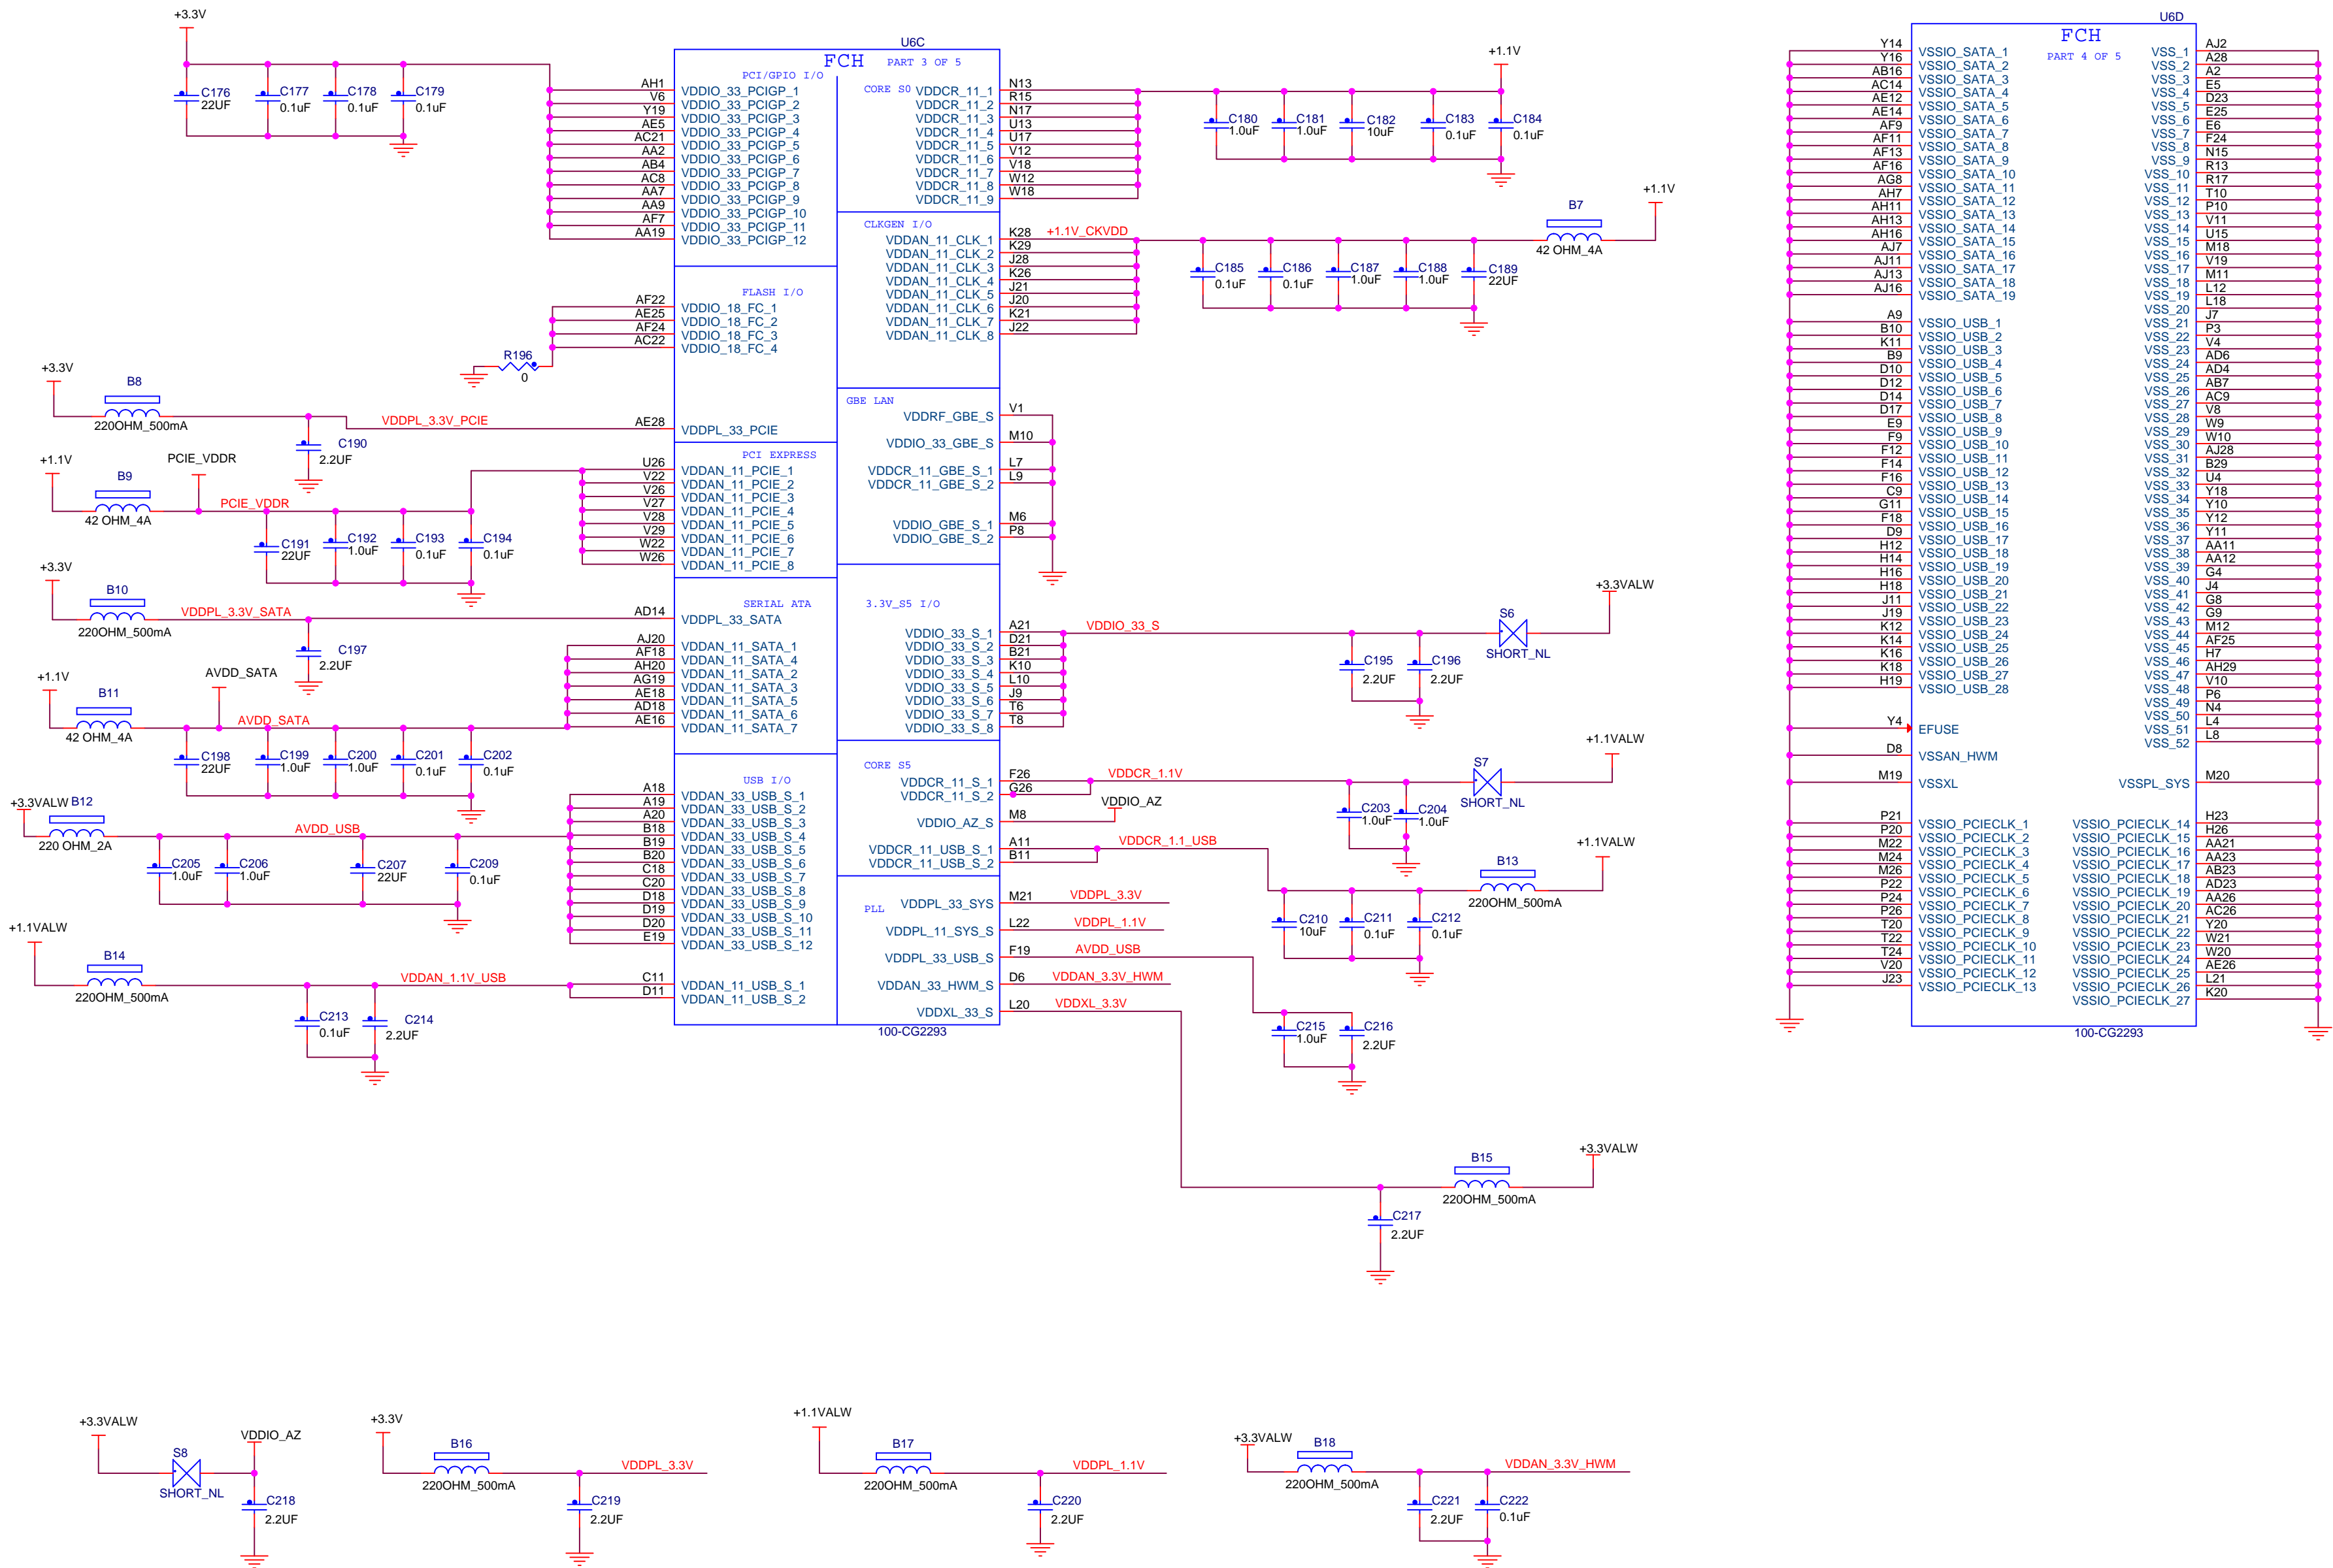 +3.3V
C176
22UF
C177
0.1uF
C178
0.1uF
C179
0.1uF
U6C
FCH PART 3 OF 5
PCI/GPIO I/O
AH1 VDDIO_33_PCIGP_1
V6 VDDIO_33_PCIGP_2
Y19 VDDIO_33_PCIGP_3
AE5 VDDIO_33_PCIGP_4
AC21 VDDIO_33_PCIGP_5
AA2 VDDIO_33_PCIGP_6
AB4 VDDIO_33_PCIGP_7
AC8 VDDIO_33_PCIGP_8
AA7 VDDIO_33_PCIGP_9
AA9 VDDIO_33_PCIGP_10
AF7 VDDIO_33_PCIGP_11
AA19 VDDIO_33_PCIGP_12
FLASH I/O
AF22 VDDIO_18_FC_1
AE25 VDDIO_18_FC_2
AF24 VDDIO_18_FC_3
AC22 VDDIO_18_FC_4
R196
0
+3.3V
B8
220OHM_500mA
VDDPL_3.3V_PCIE
C190
2.2UF
AE28 VDDPL_33_PCIE
+1.1V
B9
42 OHM_4A
PCIE_VDDR
PCIE_VDDR
C191
22UF
C192
1.0uF
C193
0.1uF
C194
0.1uF
PCI EXPRESS
U26 VDDAN_11_PCIE_1
V22 VDDAN_11_PCIE_2
V26 VDDAN_11_PCIE_3
V27 VDDAN_11_PCIE_4
V28 VDDAN_11_PCIE_5
V29 VDDAN_11_PCIE_6
W22 VDDAN_11_PCIE_7
W26 VDDAN_11_PCIE_8
+3.3V
B10
220OHM_500mA
VDDPL_3.3V_SATA
C197
2.2UF
SERIAL ATA
AD14 VDDPL_33_SATA
AJ20 VDDAN_11_SATA_1
AF18 VDDAN_11_SATA_4
AH20 VDDAN_11_SATA_2
AG19 VDDAN_11_SATA_3
AE18 VDDAN_11_SATA_5
AD18 VDDAN_11_SATA_6
AE16 VDDAN_11_SATA_7
+1.1V
B11
42 OHM_4A
AVDD_SATA
AVDD_SATA
C198
22UF
C199
1.0uF
C200
1.0uF
C201
0.1uF
C202
0.1uF
+3.3VALW
B12
220 OHM_2A
AVDD_USB
C205
1.0uF
C206
1.0uF
C207
22UF
C209
0.1uF
USB I/O
A18 VDDAN_33_USB_S_1
A19 VDDAN_33_USB_S_2
A20 VDDAN_33_USB_S_3
B18 VDDAN_33_USB_S_4
B19 VDDAN_33_USB_S_5
B20 VDDAN_33_USB_S_6
C18 VDDAN_33_USB_S_7
C20 VDDAN_33_USB_S_8
D18 VDDAN_33_USB_S_9
D19 VDDAN_33_USB_S_10
D20 VDDAN_33_USB_S_11
E19 VDDAN_33_USB_S_12
+1.1VALW
B14
220OHM_500mA
VDDAN_1.1V_USB
C213
0.1uF
C214
2.2UF
C11 VDDAN_11_USB_S_1
D11 VDDAN_11_USB_S_2
CORE S0
VDDCR_11_1 N13
VDDCR_11_2 R15
VDDCR_11_3 N17
VDDCR_11_4 U13
VDDCR_11_5 U17
VDDCR_11_6 V12
VDDCR_11_7 V18
VDDCR_11_8 W12
VDDCR_11_9 W18
+1.1V
C180
1.0uF
C181
1.0uF
C182
10uF
C183
0.1uF
C184
0.1uF
CLKGEN I/O
VDDAN_11_CLK_1 K28
VDDAN_11_CLK_2 K29
VDDAN_11_CLK_3 J28
VDDAN_11_CLK_4 K26
VDDAN_11_CLK_5 J21
VDDAN_11_CLK_6 J20
VDDAN_11_CLK_7 K21
VDDAN_11_CLK_8 J22
+1.1V_CKVDD
+1.1V
B7
42 OHM_4A
C185
0.1uF
C186
0.1uF
C187
1.0uF
C188
1.0uF
C189
22UF
GBE LAN
VDDRF_GBE_S V1
VDDIO_33_GBE_S M10
VDDCR_11_GBE_S_1 L7
VDDCR_11_GBE_S_2 L9
VDDIO_GBE_S_1 M6
VDDIO_GBE_S_2 P8
3.3V_S5 I/O
VDDIO_33_S_1 A21
VDDIO_33_S_2 D21
VDDIO_33_S_3 B21
VDDIO_33_S_4 K10
VDDIO_33_S_5 L10
VDDIO_33_S_6 J9
VDDIO_33_S_7 T6
VDDIO_33_S_8 T8
VDDIO_33_S
+3.3VALW
S6
SHORT_NL
C195
2.2UF
C196
2.2UF
CORE S5
VDDCR_11_S_1 F26
VDDCR_11_S_2 G26
VDDIO_AZ_S M8
VDDCR_11_USB_S_1 A11
VDDCR_11_USB_S_2 B11
VDDCR_1.1V
+1.1VALW
S7
SHORT_NL
VDDIO_AZ
C203
1.0uF
C204
1.0uF
VDDCR_1.1_USB
+1.1VALW
B13
220OHM_500mA
C210
10uF
C211
0.1uF
C212
0.1uF
PLL
VDDPL_33_SYS M21 VDDPL_3.3V
VDDPL_11_SYS_S L22 VDDPL_1.1V
VDDPL_33_USB_S F19 AVDD_USB
VDDAN_33_HWM_S D6 VDDAN_3.3V_HWM
VDDXL_33_S L20 VDDXL_3.3V
100-CG2293
C215
1.0uF
C216
2.2UF
+3.3VALW
B15
220OHM_500mA
C217
2.2UF
U6D
FCH
PART 4 OF 5
Y14 VSSIO_SATA_1
Y16 VSSIO_SATA_2
AB16 VSSIO_SATA_3
AC14 VSSIO_SATA_4
AE12 VSSIO_SATA_5
AE14 VSSIO_SATA_6
AF9 VSSIO_SATA_7
AF11 VSSIO_SATA_8
AF13 VSSIO_SATA_9
AF16 VSSIO_SATA_10
AG8 VSSIO_SATA_11
AH7 VSSIO_SATA_12
AH11 VSSIO_SATA_13
AH13 VSSIO_SATA_14
AH16 VSSIO_SATA_15
AJ7 VSSIO_SATA_16
AJ11 VSSIO_SATA_17
AJ13 VSSIO_SATA_18
AJ16 VSSIO_SATA_19
A9 VSSIO_USB_1
B10 VSSIO_USB_2
K11 VSSIO_USB_3
B9 VSSIO_USB_4
D10 VSSIO_USB_5
D12 VSSIO_USB_6
D14 VSSIO_USB_7
D17 VSSIO_USB_8
E9 VSSIO_USB_9
F9 VSSIO_USB_10
F12 VSSIO_USB_11
F14 VSSIO_USB_12
F16 VSSIO_USB_13
C9 VSSIO_USB_14
G11 VSSIO_USB_15
F18 VSSIO_USB_16
D9 VSSIO_USB_17
H12 VSSIO_USB_18
H14 VSSIO_USB_19
H16 VSSIO_USB_20
H18 VSSIO_USB_21
J11 VSSIO_USB_22
J19 VSSIO_USB_23
K12 VSSIO_USB_24
K14 VSSIO_USB_25
K16 VSSIO_USB_26
K18 VSSIO_USB_27
H19 VSSIO_USB_28
Y4 EFUSE
D8 VSSAN_HWM
M19 VSSXL
P21 VSSIO_PCIECLK_1
P20 VSSIO_PCIECLK_2
M22 VSSIO_PCIECLK_3
M24 VSSIO_PCIECLK_4
M26 VSSIO_PCIECLK_5
P22 VSSIO_PCIECLK_6
P24 VSSIO_PCIECLK_7
P26 VSSIO_PCIECLK_8
T20 VSSIO_PCIECLK_9
T22 VSSIO_PCIECLK_10
T24 VSSIO_PCIECLK_11
V20 VSSIO_PCIECLK_12
J23 VSSIO_PCIECLK_13
VSS_1 AJ2
VSS_2 A28
VSS_3 A2
VSS_4 E5
VSS_5 D23
VSS_6 E25
VSS_7 E6
VSS_8 F24
VSS_9 N15
VSS_10 R13
VSS_11 R17
VSS_12 T10
VSS_13 P10
VSS_14 V11
VSS_15 U15
VSS_16 M18
VSS_17 V19
VSS_18 M11
VSS_19 L12
VSS_20 L18
VSS_21 J7
VSS_22 P3
VSS_23 V4
VSS_24 AD6
VSS_25 AD4
VSS_26 AB7
VSS_27 AC9
VSS_28 V8
VSS_29 W9
VSS_30 W10
VSS_31 AJ28
VSS_32 B29
VSS_33 U4
VSS_34 Y18
VSS_35 Y10
VSS_36 Y12
VSS_37 Y11
VSS_38 AA11
VSS_39 AA12
VSS_40 G4
VSS_41 J4
VSS_42 G8
VSS_43 G9
VSS_44 M12
VSS_45 AF25
VSS_46 H7
VSS_47 AH29
VSS_48 V10
VSS_49 P6
VSS_50 N4
VSS_51 L4
VSS_52 L8
VSSPL_SYS M20
VSSIO_PCIECLK_14 H23
VSSIO_PCIECLK_15 H26
VSSIO_PCIECLK_16 AA21
VSSIO_PCIECLK_17 AA23
VSSIO_PCIECLK_18 AB23
VSSIO_PCIECLK_19 AD23
VSSIO_PCIECLK_20 AA26
VSSIO_PCIECLK_21 AC26
VSSIO_PCIECLK_22 Y20
VSSIO_PCIECLK_23 W21
VSSIO_PCIECLK_24 W20
VSSIO_PCIECLK_25 AE26
VSSIO_PCIECLK_26 L21
VSSIO_PCIECLK_27 K20
100-CG2293
+3.3VALW
S8
SHORT_NL
VDDIO_AZ
C218
2.2UF
+3.3V
B16
220OHM_500mA
VDDPL_3.3V
C219
2.2UF
+1.1VALW
B17
220OHM_500mA
VDDPL_1.1V
C220
2.2UF
+3.3VALW
B18
220OHM_500mA
VDDAN_3.3V_HWM
C221
2.2UF
C222
0.1uF